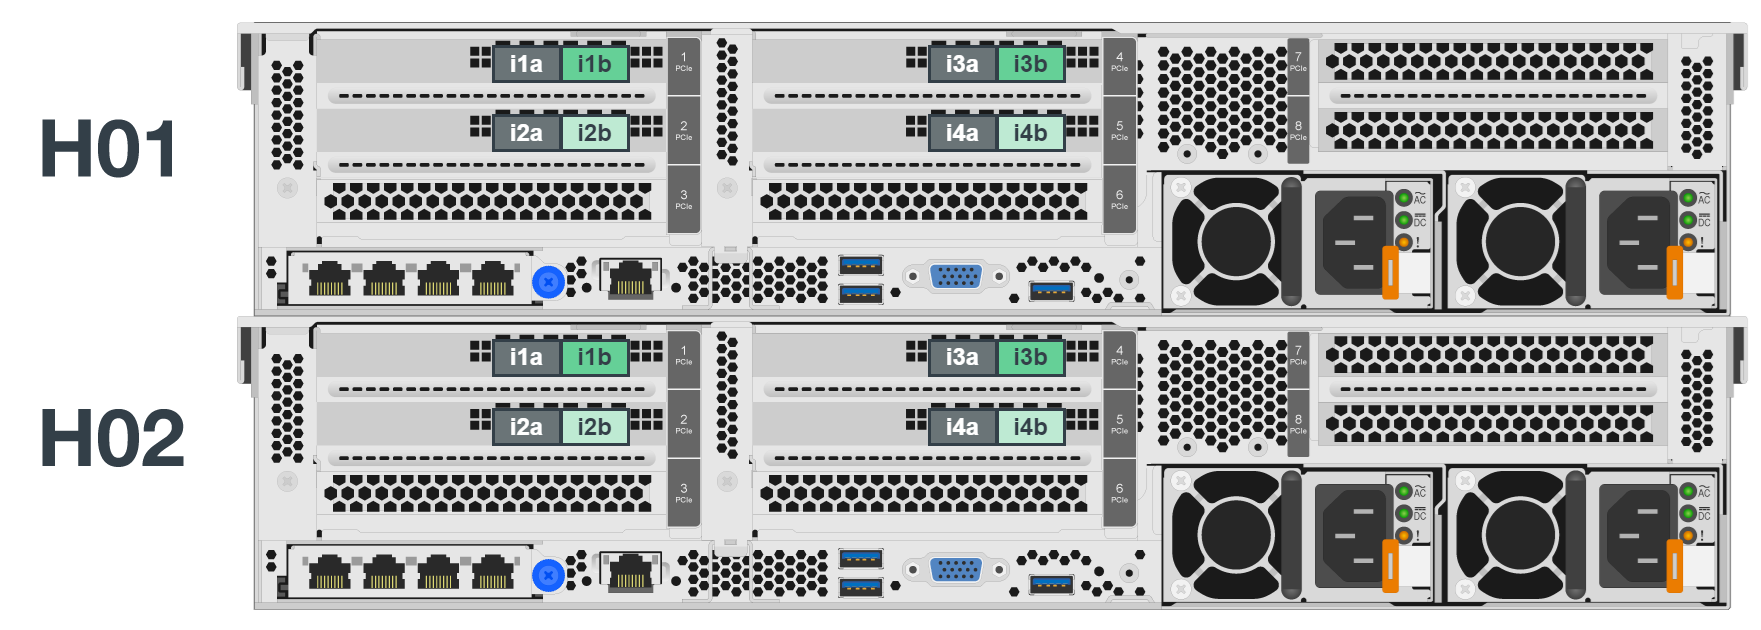 H01
i1a i1b
1
PCIe
i3a i3b
4
PCIe
7
PCIe
i2a i2b
2
PCIe
i4a i4b
5
PCIe
8
PCIe
3
PCIe
6
PCIe
AC
DC
!
AC
DC
!
H02
i1a i1b
1
PCIe
i3a i3b
4
PCIe
7
PCIe
i2a i2b
2
PCIe
i4a i4b
5
PCIe
8
PCIe
3
PCIe
6
PCIe
AC
DC
!
AC
DC
!